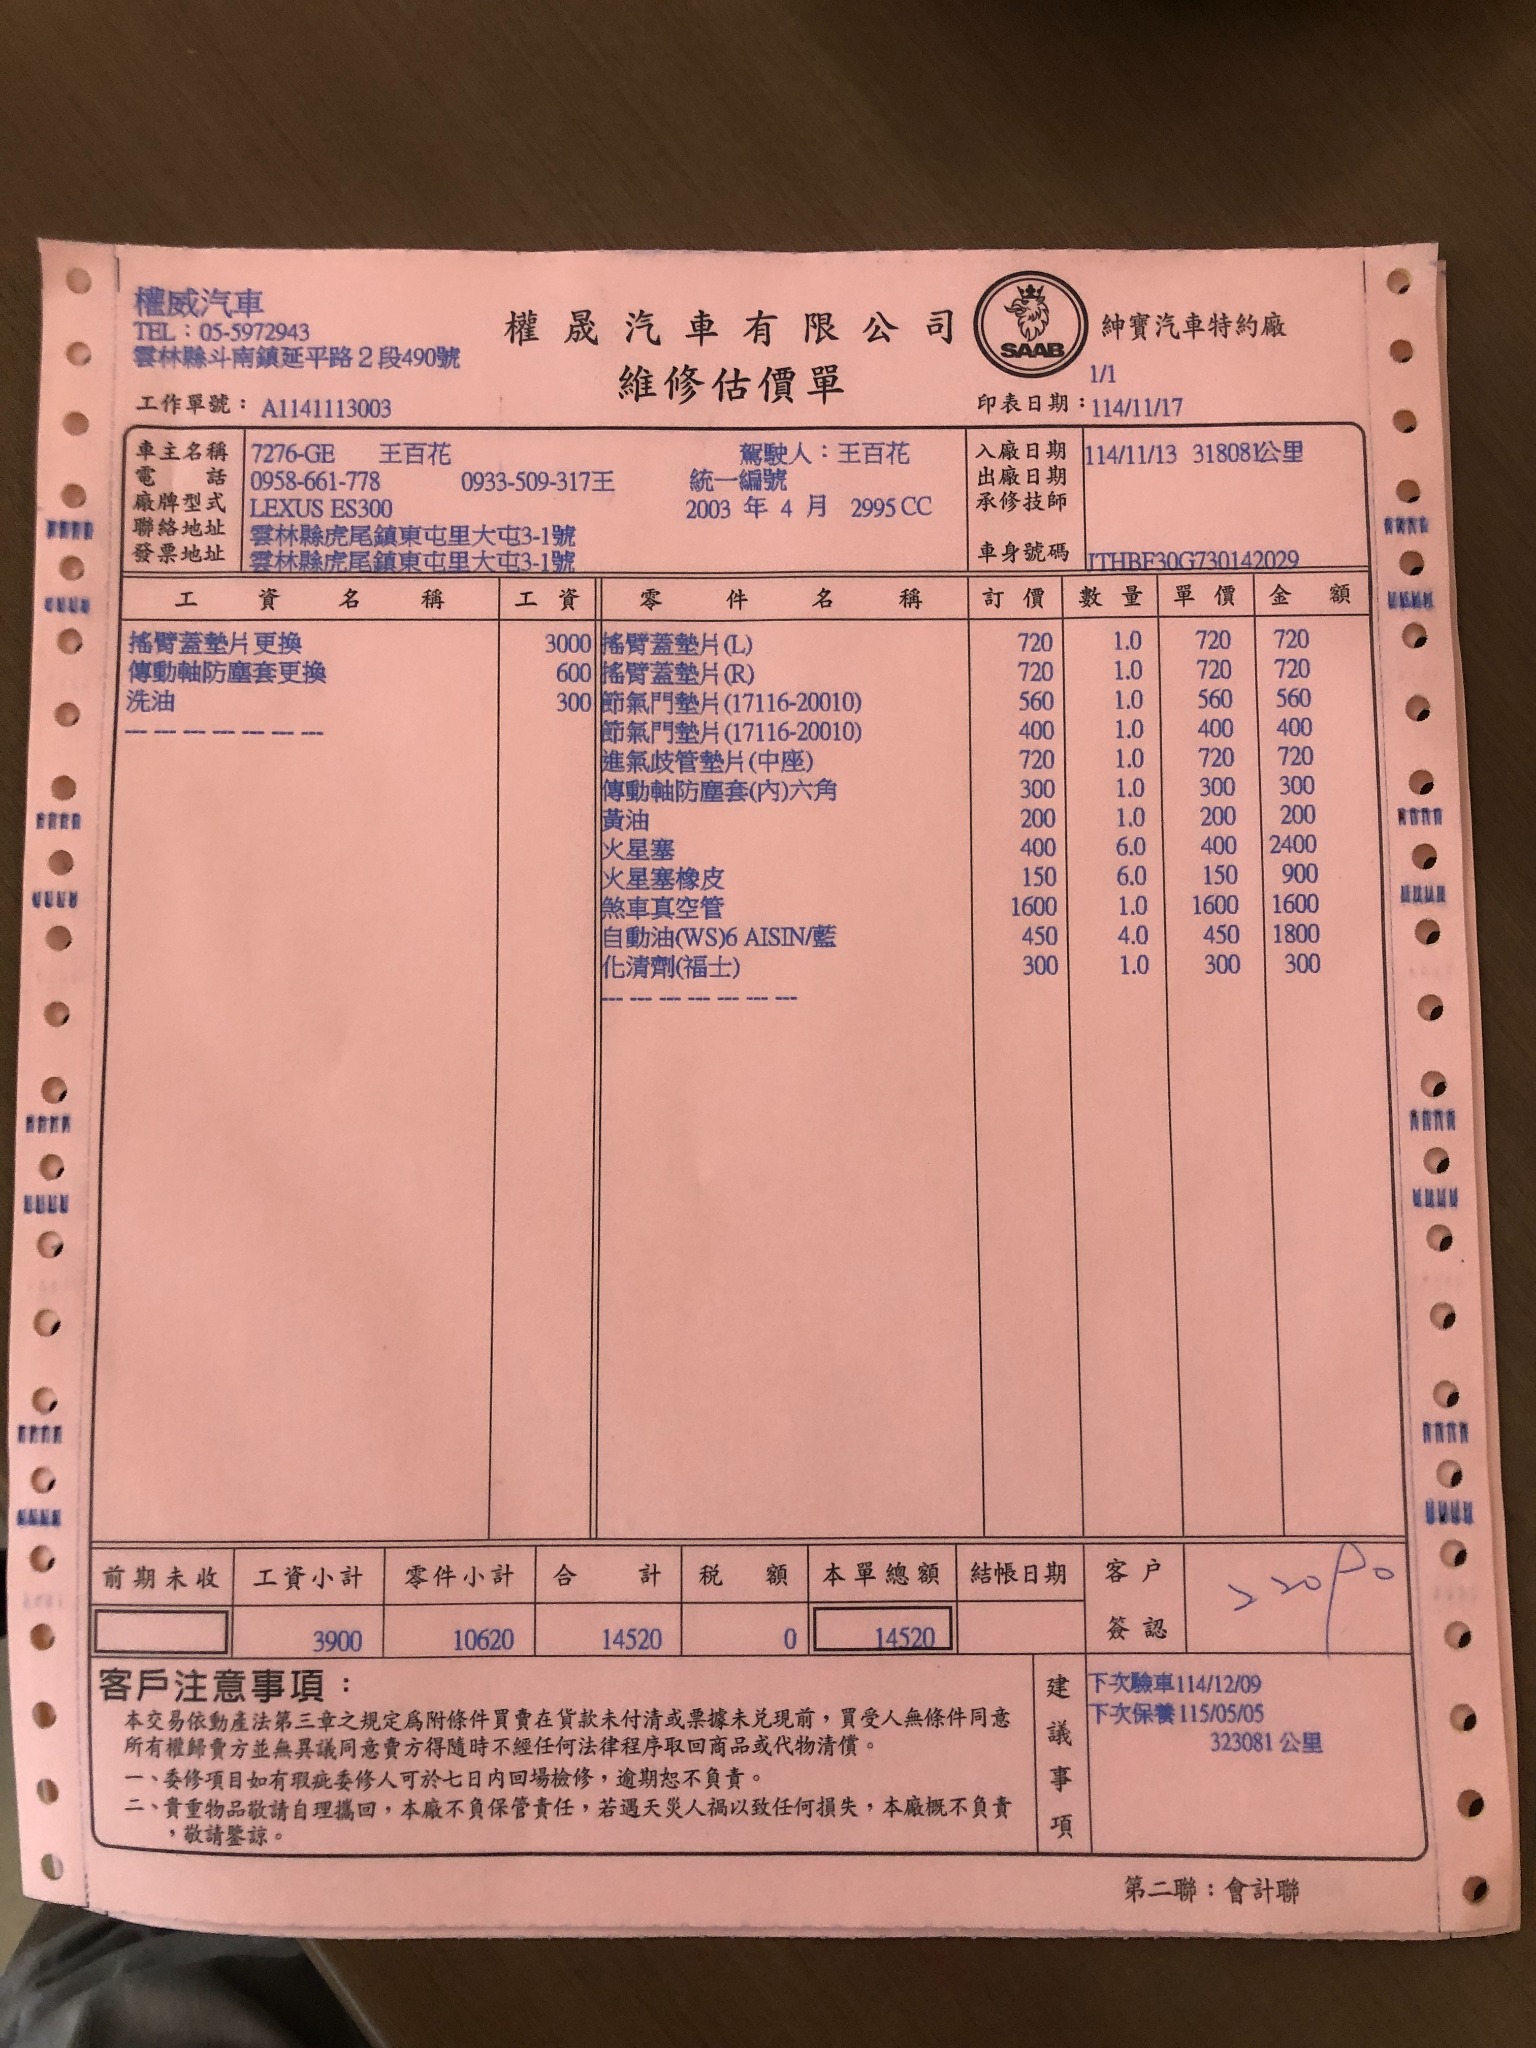 權威汽車
TEL：05-5972943
雲林縣斗南鎮延平路２段490號
權晟汽車有限公司
SAAB
紳寶汽車特約廠
維修估價單
1/1
工作單號：A1141113003
印表日期：114/11/17
車主名稱 7276-GE 王百花 駕駛人：王百花
電話 0958-661-778 0933-509-317王 統一編號
廠牌型式 LEXUS ES300 2003 年 4 月 2995 CC
聯絡地址 雲林縣虎尾鎮東屯里大屯3-1號
發票地址 雲林縣虎尾鎮東屯里大屯3-1號
入廠日期 114/11/13 318081公里
出廠日期
承修技師
車身號碼 JTHBF30G730142029
工資名稱 工資 零件名稱 訂價 數量 單價 金額
搖臂蓋墊片更換 3000 搖臂蓋墊片(L) 720 1.0 720 720
傳動軸防塵套更換 600 搖臂蓋墊片(R) 720 1.0 720 720
洗油 300 節氣門墊片(17116-20010) 560 1.0 560 560
--- --- --- --- --- --- --- 節氣門墊片(17116-20010) 400 1.0 400 400
進氣歧管墊片(中座) 720 1.0 720 720
傳動軸防塵套(內)六角 300 1.0 300 300
黃油 200 1.0 200 200
火星塞 400 6.0 400 2400
火星塞橡皮 150 6.0 150 900
煞車真空管 1600 1.0 1600 1600
自動油(WS)6 AISIN/藍 450 4.0 450 1800
化清劑(福士) 300 1.0 300 300
--- --- --- --- --- --- ---
前期未收 工資小計 零件小計 合計 稅額 本單總額 結帳日期 客戶簽認
3900 10620 14520 0 14520
客戶注意事項：
本交易依動產法第三章之規定為附條件買賣在貨款未付清或票據未兌現前，買受人無條件同意
所有權歸賣方並無異議同意賣方得隨時不經任何法律程序取回商品或代物清償。
一、委修項目如有瑕疵委修人可於七日內回場檢修，逾期恕不負責。
二、貴重物品敬請自理攜回，本廠不負保管責任，若遇天災人禍以致任何損失，本廠概不負責
，敬請鑒諒。
建議事項
下次驗車114/12/09
下次保養115/05/05
323081 公里
第二聯：會計聯